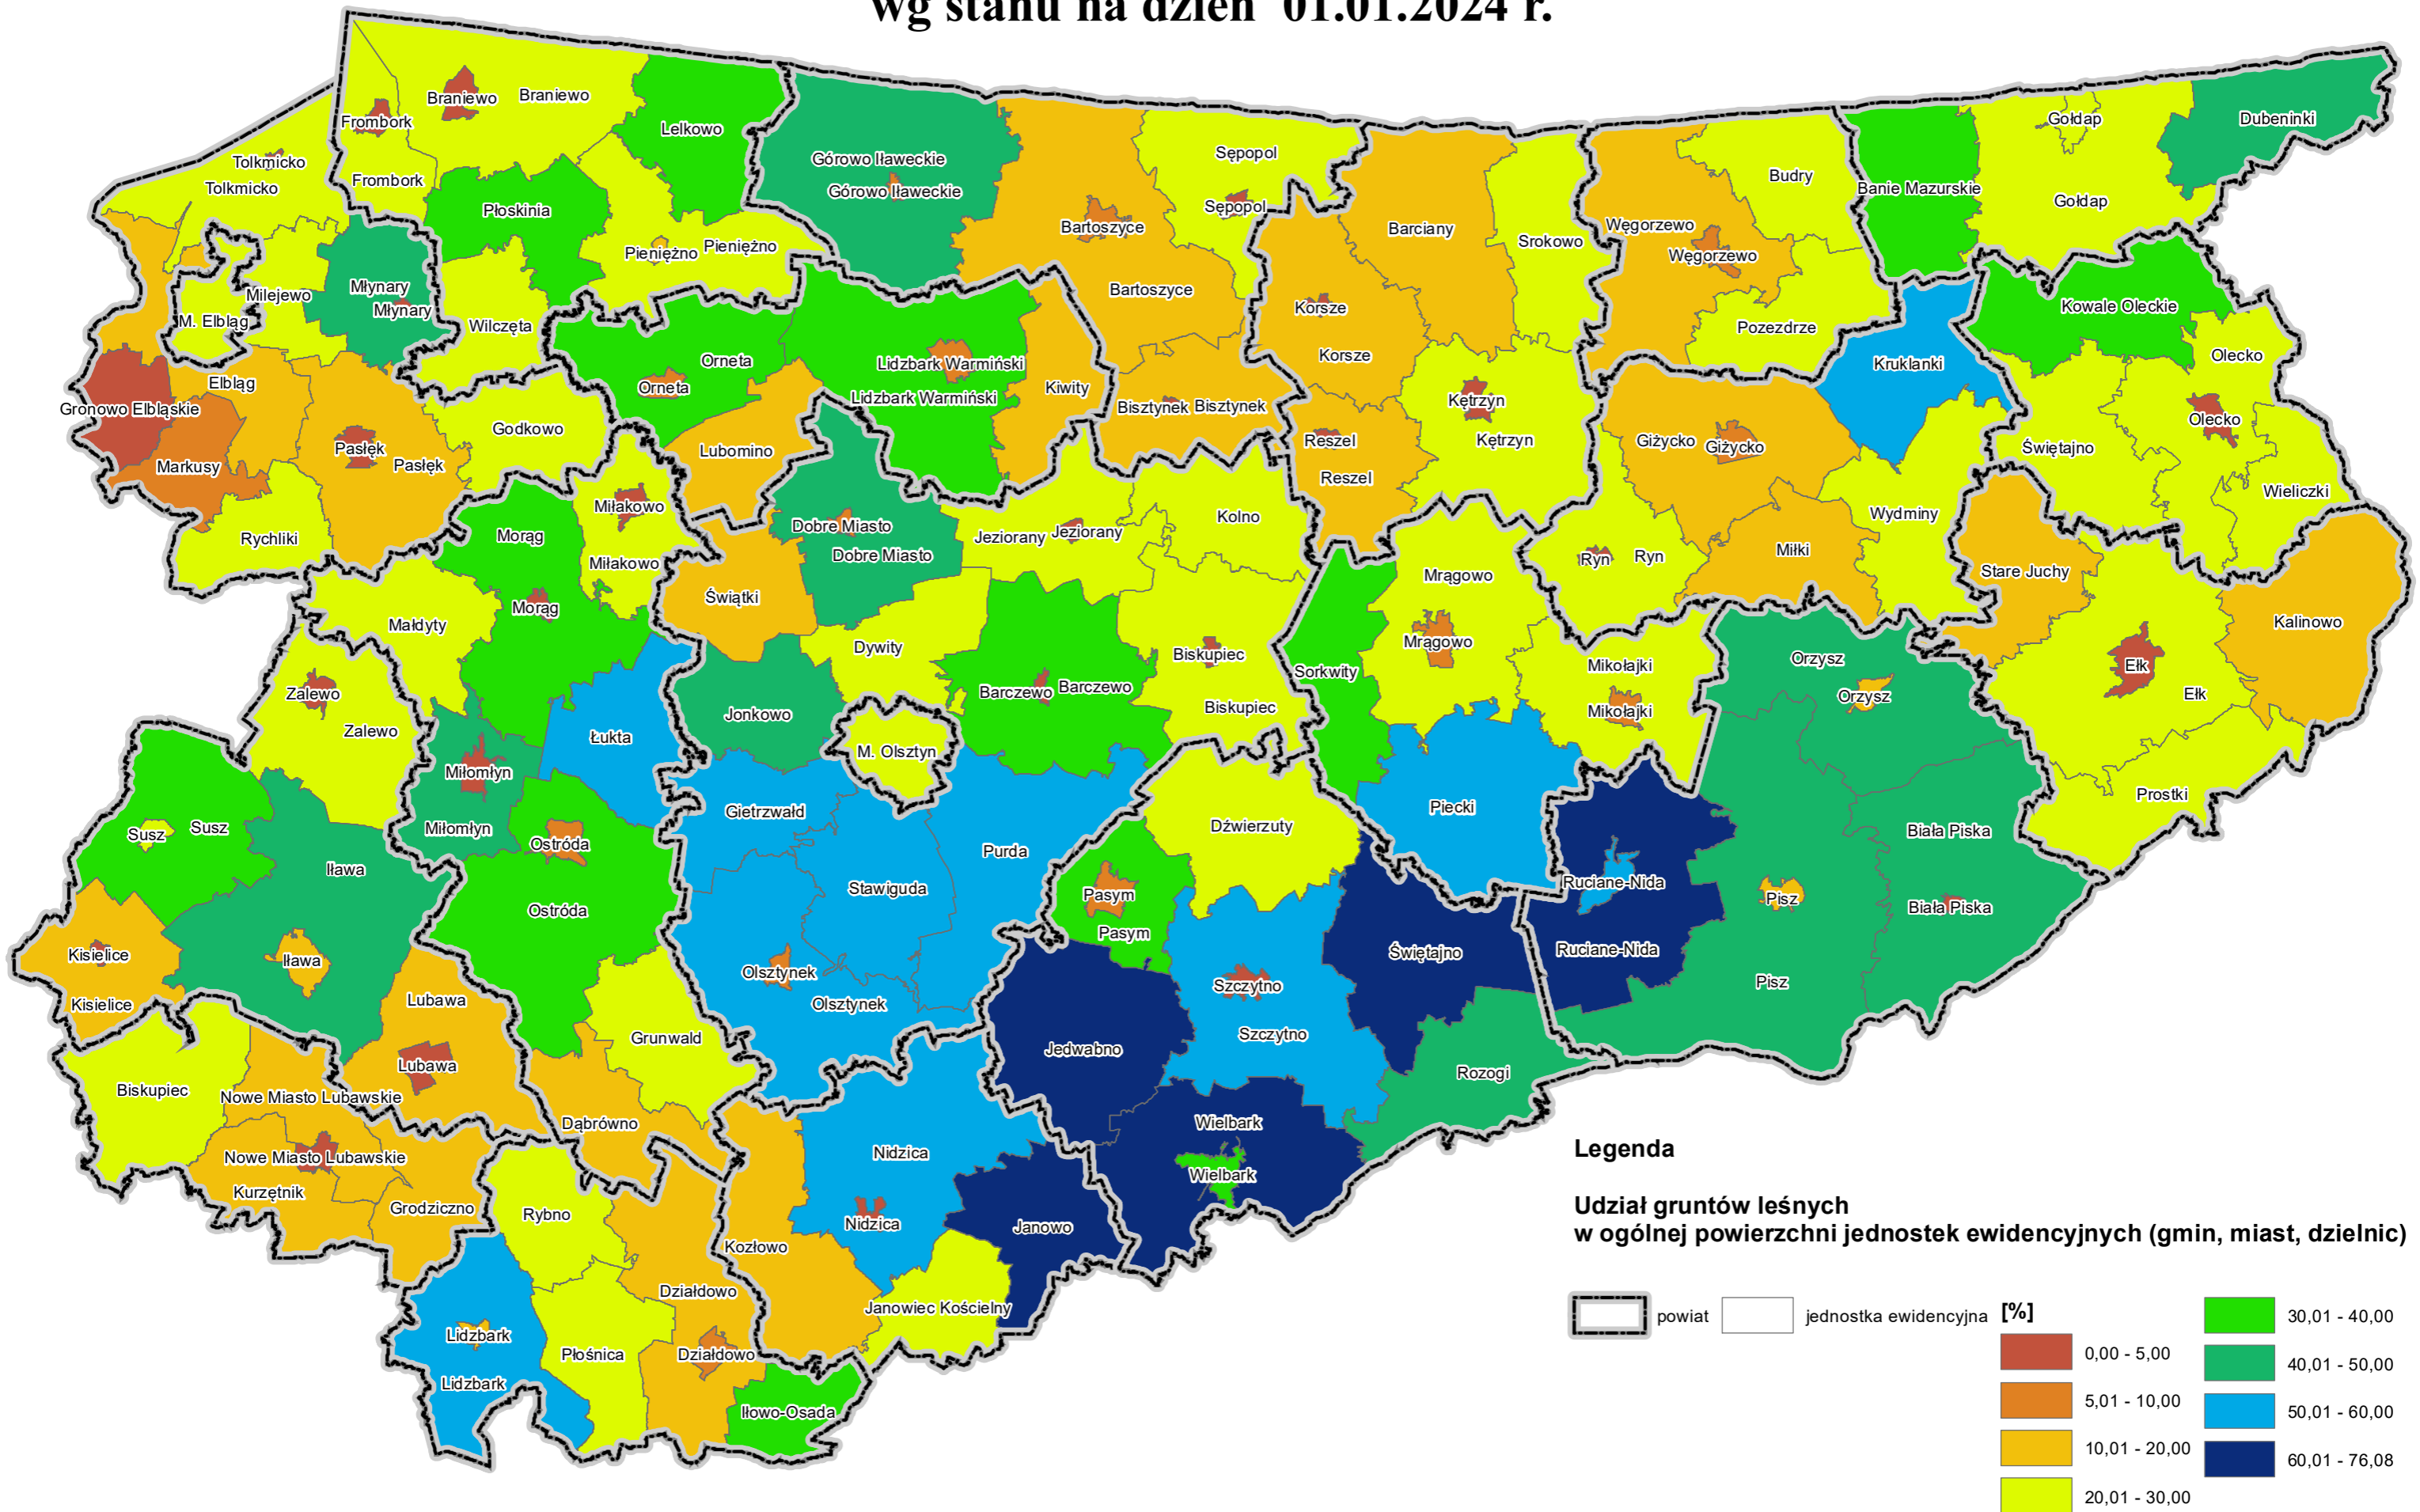 wg stanu na dzień 01.01.2024 r.
Braniewo
Braniewo
Frombork
Lelkowo
Gołdap
Dubeninki
Tolkmicko
Tolkmicko
Frombork
Górowo Iławeckie
Górowo Iławeckie
Sępopol
Budry
Banie Mazurskie
Płoskinia
Sępopol
Gołdap
Bartoszyce
Barciany
Srokowo
Węgorzewo
Węgorzewo
Pieniężno
Pieniężno
Młynary
Młynary
Milejewo
M. Elbląg
Wilczęta
Bartoszyce
Korsze
Korsze
Pozezdrze
Kowale Oleckie
Olecko
Orneta
Orneta
Lidzbark Warmiński
Lidzbark Warmiński
Kruklanki
Elbląg
Gronowo Elbląskie
Kiwity
Bisztynek
Bisztynek
Kętrzyn
Kętrzyn
Olecko
Godkowo
Pasłęk
Pasłęk
Markusy
Lubomino
Reszel
Reszel
Giżycko
Giżycko
Świętajno
Wieliczki
Miłakowo
Miłakowo
Rychliki
Morąg
Dobre Miasto
Dobre Miasto
Jeziorany
Jeziorany
Kolno
Wydminy
Ryn
Ryn
Miłki
Stare Juchy
Mrągowo
Mrągowo
Świątki
Morąg
Małdyty
Kalinowo
Dywity
Biskupiec
Biskupiec
Sorkwity
Mikołajki
Mikołajki
Orzysz
Orzysz
Ełk
Ełk
Zalewo
Zalewo
Barczewo
Barczewo
Jonkowo
Łukta
M. Olsztyn
Miłomłyn
Miłomłyn
Prostki
Gietrzwałd
Piecki
Susz
Susz
Dźwierzuty
Biała Piska
Ostróda
Purda
Iława
Stawiguda
Ruciane-Nida
Pasym
Pasym
Pisz
Biała Piska
Ostróda
Kisielice
Iława
Świętajno
Ruciane-Nida
Olsztynek
Olsztynek
Szczytno
Szczytno
Pisz
Kisielice
Lubawa
Grunwald
Jedwabno
Lubawa
Rozogi
Biskupiec
Nowe Miasto Lubawskie
Dąbrówno
Wielbark
Wielbark
Nowe Miasto Lubawskie
Nidzica
Kurzętnik
Grodziczno
Rybno
Nidzica
Janowo
Kozłowo
Działdowo
Janowiec Kościelny
Lidzbark
Płośnica
Działdowo
Lidzbark
Iłowo-Osada
Legenda
Udział gruntów leśnych
w ogólnej powierzchni jednostek ewidencyjnych (gmin, miast, dzielnic)
powiat
jednostka ewidencyjna
[%]
0,00 - 5,00
5,01 - 10,00
10,01 - 20,00
20,01 - 30,00
30,01 - 40,00
40,01 - 50,00
50,01 - 60,00
60,01 - 76,08